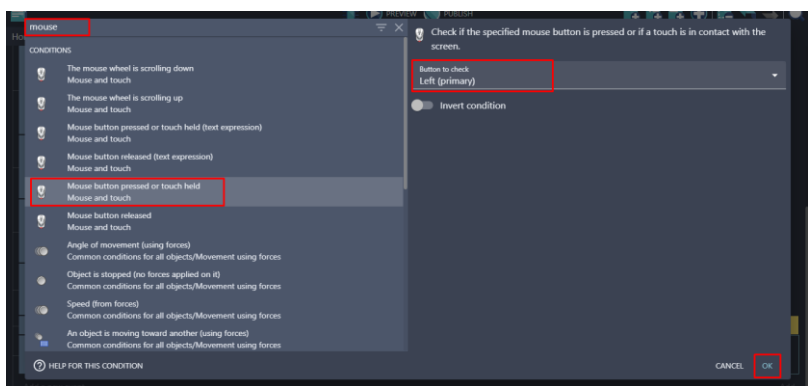 PREVIEW
PUBLISH
Ho
mouse
CONDITIONS
The mouse wheel is scrolling down
Mouse and touch
The mouse wheel is scrolling up
Mouse and touch
Mouse button pressed or touch held (text expression)
Mouse and touch
Mouse button released (text expression)
Mouse and touch
Mouse button pressed or touch held
Mouse and touch
Mouse button released
Mouse and touch
Angle of movement (using forces)
Common conditions for all objects/Movement using forces
Object is stopped (no forces applied on it)
Common conditions for all objects/Movement using forces
Speed (from forces)
Common conditions for all objects/Movement using forces
An object is moving toward another (using forces)
Common conditions for all objects/Movement using forces
HELP FOR THIS CONDITION
Check if the specified mouse button is pressed or if a touch is in contact with the
screen.
Button to check
Left (primary)
Invert condition
CANCEL
OK